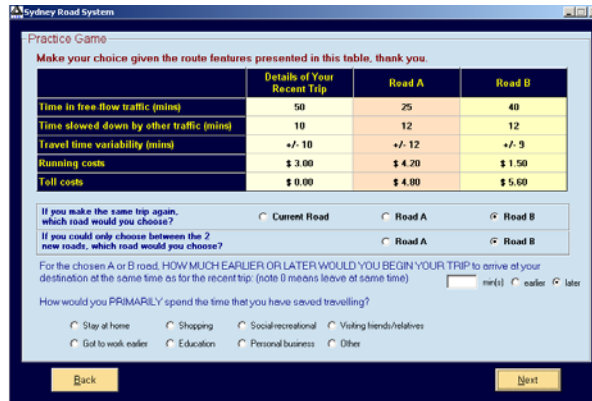 Sydney Road System
Practice Game
Make your choice given the route features presented in this table, thank you.
Details of Your Recent Trip Road A Road B
Time in free flow traffic (mins) 50 25 40
Time slowed down by other traffic (mins) 10 12 12
Travel time variability (mins) +/- 10 +/- 12 +/- 9
Running costs $ 3.00 $ 4.20 $ 1.50
Toll costs $ 0.00 $ 4.80 $ 5.60
If you make the same trip again,
which road would you choose? Current Road Road A Road B
If you could only choose between the 2
new roads, which road would you choose? Road A Road B
For the chosen A or B road, HOW MUCH EARLIER OR LATER WOULD YOU BEGIN YOUR TRIP to arrive at your
destination at the same time as for the recent trip: (note 0 means leave at same time) min(s) earlier later
How would you PRIMARILY spend the time that you have saved travelling?
Stay at home Shopping Social-recreational Visiting friends/relatives
Got to work earlier Education Personal business Other
Back Next